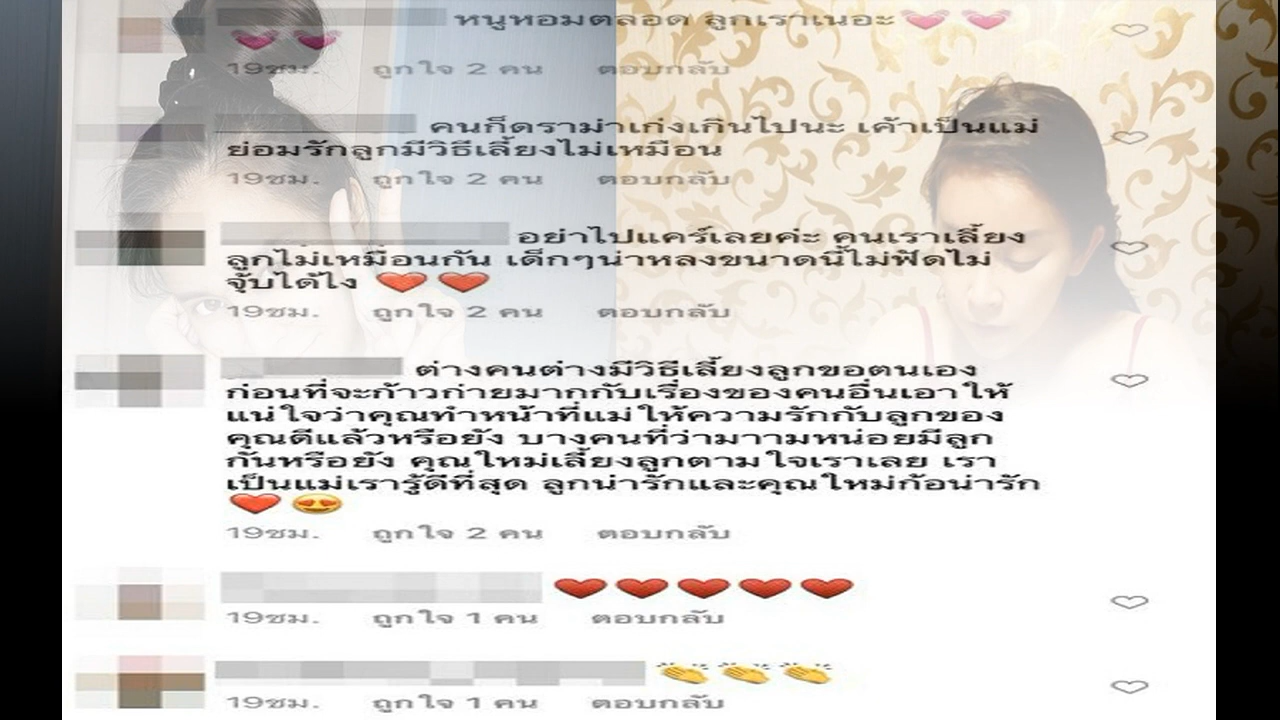 หนูหอมตลอด ลูกเราเนอะ💕 💕
💕 💕
19ชม. ถูกใจ 2 คน ตอบกลับ
คนก็ดราม่าเก่งเกินไปนะ เค้าเป็นแม่
ย่อมรักลูกมีวิธีเลี้ยงไม่เหมือน
19ชม. ถูกใจ 2 คน ตอบกลับ
อย่าไปแคร์เลยค่ะ คนเราเลี้ยง
ลูกไม่เหมือนกัน เด็กๆน่าหลงขนาดนี้ไม่ฟัดไม่
จุ๊บได้ไง ❤️ ❤️
19ชม. ถูกใจ 2 คน ตอบกลับ
ต่างคนต่างมีวิธีเลี้ยงลูกขอตนเอง
ก่อนที่จะก้าวก่ายมากกับเรื่องของคนอื่นเอาให้
แน่ใจว่าคุณทำหน้าที่แม่ให้ความรักกับลูกของ
คุณดีแล้วหรือยัง บางคนที่ว่ามาามหน่อยมีลูก
กันหรือยัง คุณใหม่เลี้ยงลูกตามใจเราเลย เรา
เป็นแม่เรารู้ดีที่สุด ลูกน่ารักและคุณใหม่ก้อน่ารัก
❤️ 😍
19ชม. ถูกใจ 2 คน ตอบกลับ
❤️❤️❤️❤️❤️
19ชม. ถูกใจ 1 คน ตอบกลับ
👏👏👏
19ชม. ถูกใจ 1 คน ตอบกลับ